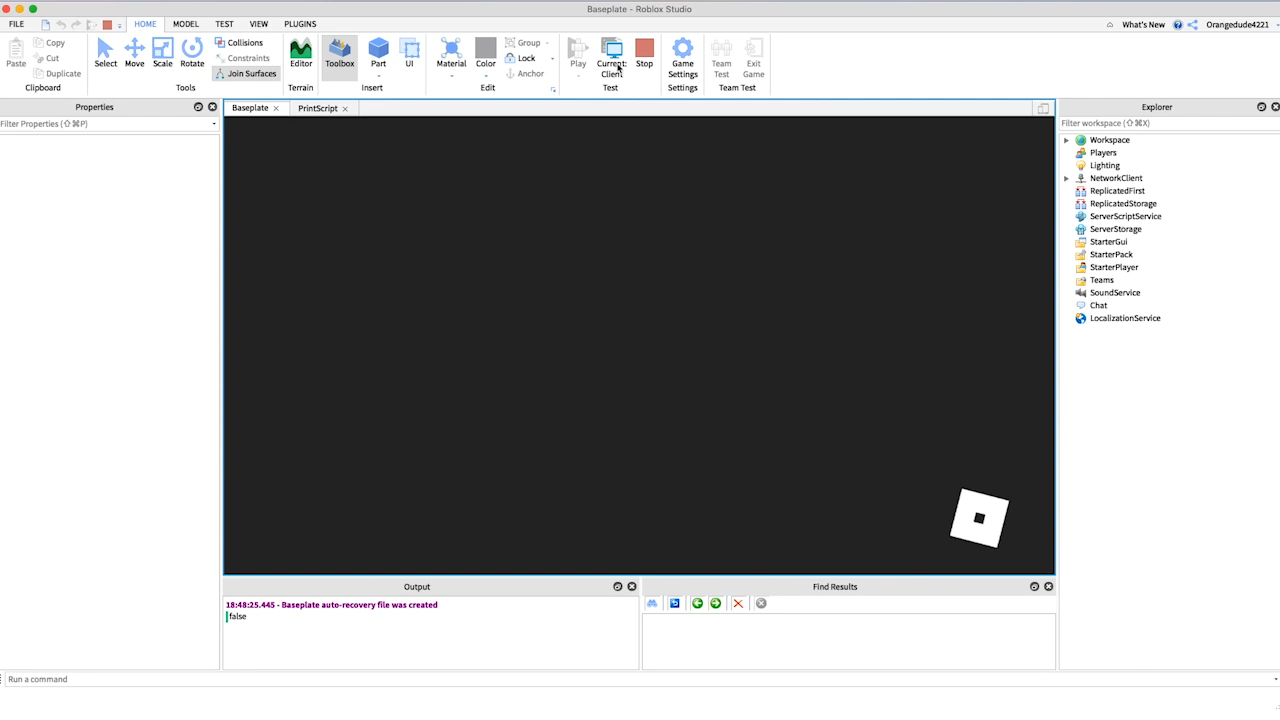 Baseplate - Roblox Studio
FILE HOME MODEL TEST VIEW PLUGINS What's New Orangedude4221
Paste Copy Cut Duplicate Clipboard
Select Move Scale Rotate Collisions Constraints Join Surfaces Tools
Editor Terrain
Toolbox Part UI Insert
Material Color Group Lock Anchor Edit
Play Current: Client Stop Test
Game Settings Settings
Team Test Exit Game Team Test
Properties
Filter Properties (⇧⌘P)
Baseplate PrintScript
Explorer
Filter workspace (⇧⌘X)
Workspace
Players
Lighting
NetworkClient
ReplicatedFirst
ReplicatedStorage
ServerScriptService
ServerStorage
StarterGui
StarterPack
StarterPlayer
Teams
SoundService
Chat
LocalizationService
Output
18:48:25.445 - Baseplate auto-recovery file was created
false
Find Results
Run a command